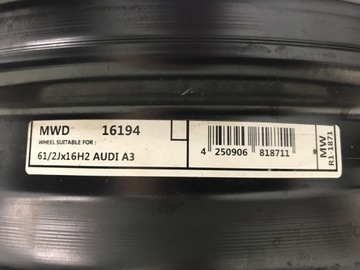 MWD 16194
WHEEL SUITABLE FOR :
61/2Jx16H2 AUDI A3
4 250906 818711
MW
R1-1871